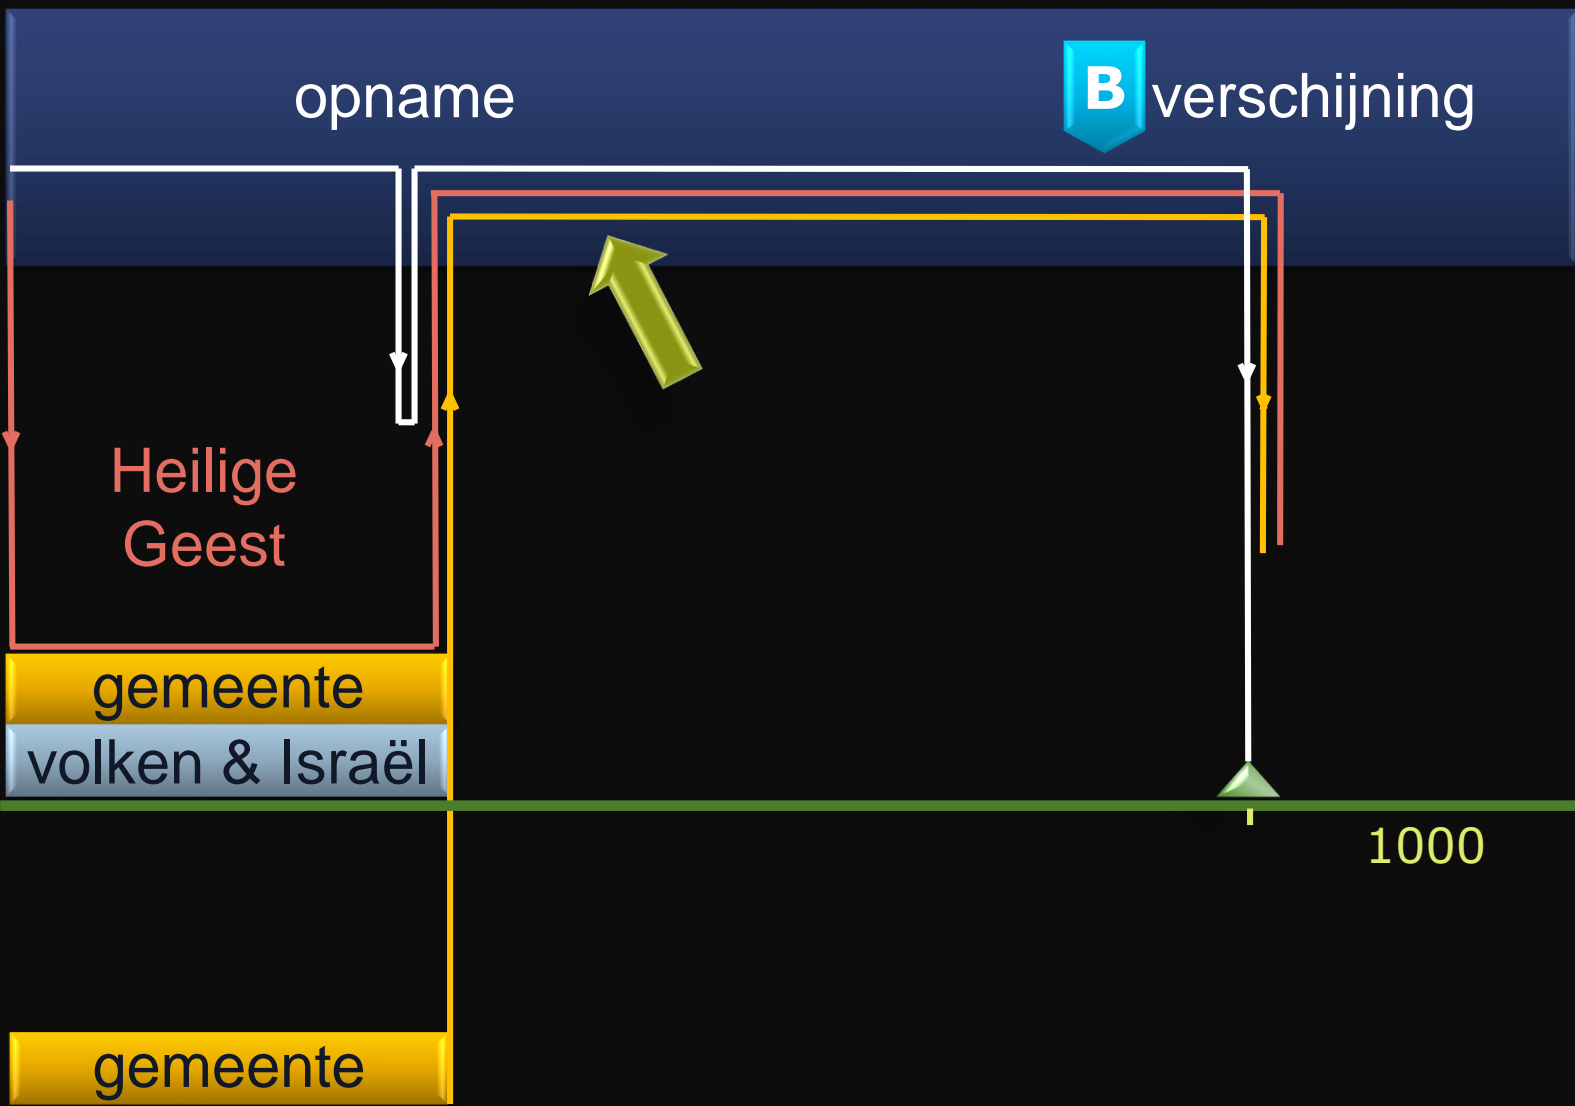 opname
B verschijning
Heilige
Geest
gemeente
volken & Israël
1000
gemeente